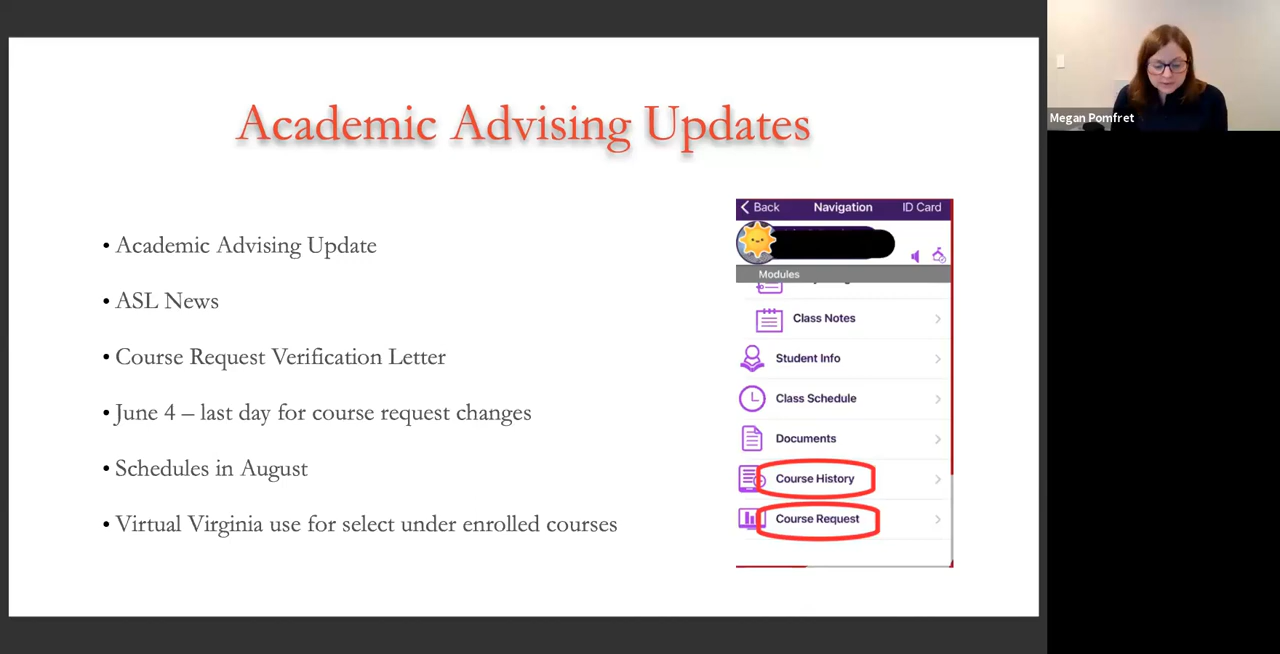 Academic Advising Updates
• Academic Advising Update
• ASL News
• Course Request Verification Letter
• June 4 – last day for course request changes
• Schedules in August
• Virtual Virginia use for select under enrolled courses
Back Navigation ID Card
Modules
Class Notes
Student Info
Class Schedule
Documents
Course History
Course Request
Megan Pomfret